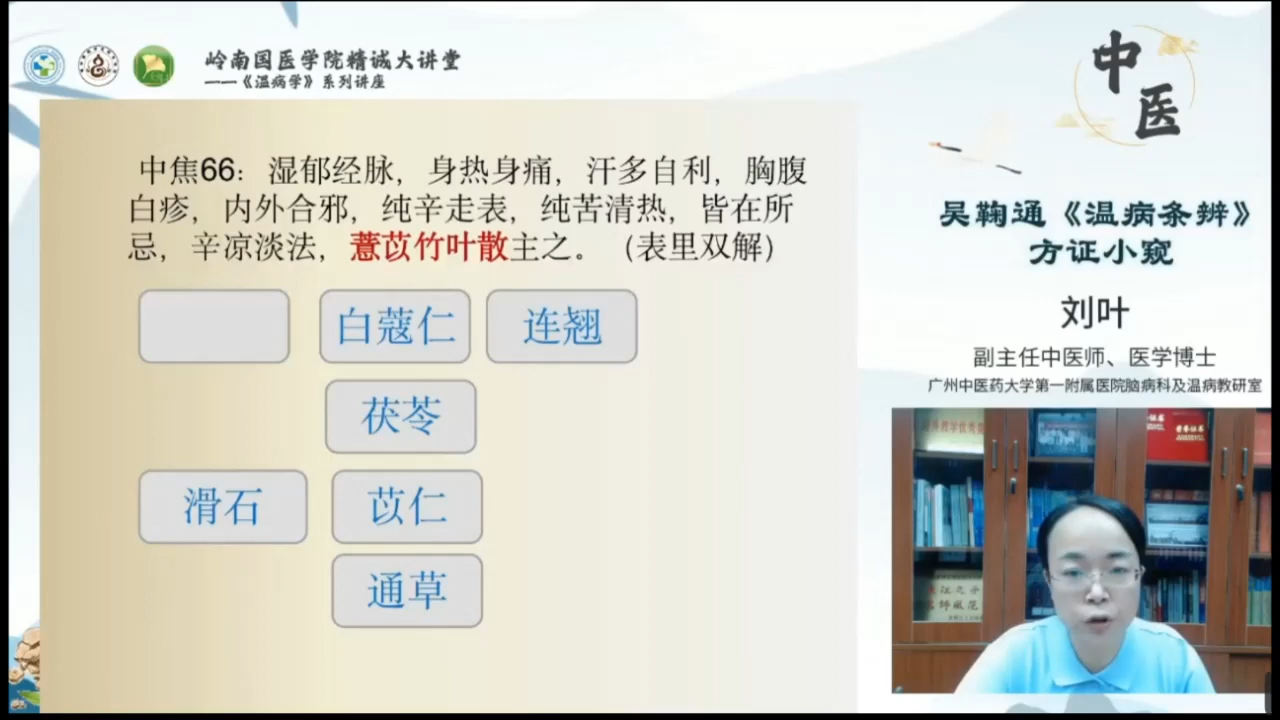 岭南国医学院精诚大讲堂
——《温病学》系列讲座
中医
中焦66：湿郁经脉，身热身痛，汗多自利，胸腹
白疹，内外合邪，纯辛走表，纯苦清热，皆在所
忌，辛凉淡法，薏苡竹叶散主之。（表里双解）
白蔻仁
连翘
茯苓
滑石
苡仁
通草
吴鞠通《温病条辨》
方证小窥
刘叶
副主任中医师、医学博士
广州中医药大学第一附属医院脑病科及温病教研室